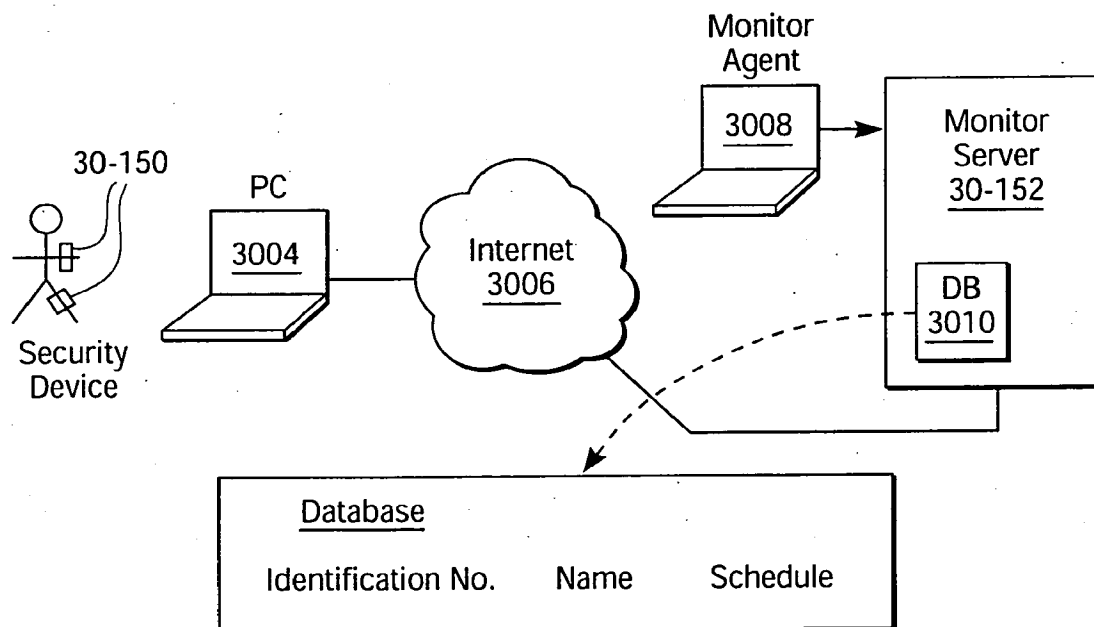 Monitor
Agent
3008
Monitor
Server
30-152
30-150
PC
3004
Internet
3006
DB
3010
Security
Device
Database
Identification No. Name Schedule